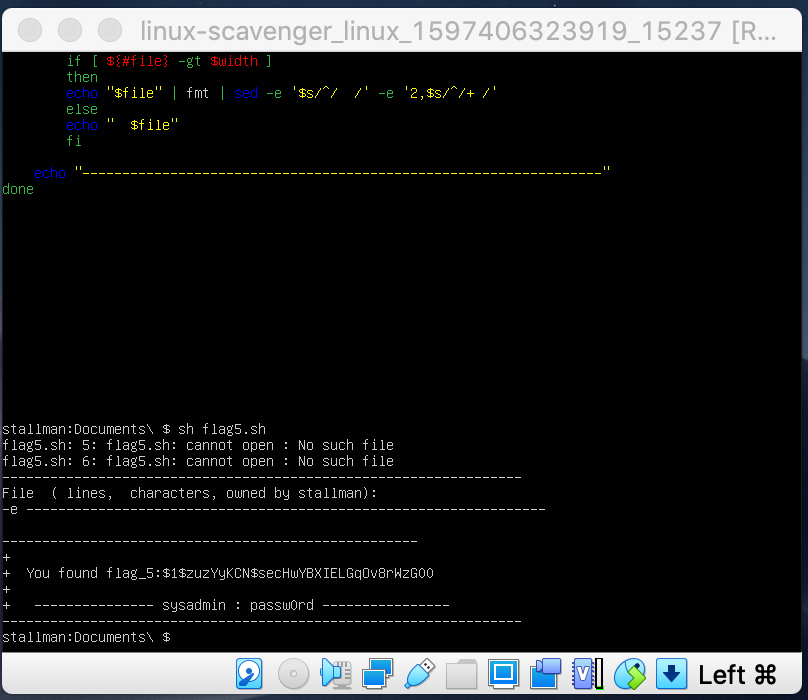 linux-scavenger_linux_1597406323919_15237 [R...
if [ ${#file} -gt $width ]
then
echo "$file" | fmt | sed -e '$s/^/  /' -e '2,$s/^/+ /'
else
echo "  $file"
fi
echo "-----------------------------------------------------------------"
done
stallman:Documents\ $ sh flag5.sh
flag5.sh: 5: flag5.sh: cannot open : No such file
flag5.sh: 6: flag5.sh: cannot open : No such file
-----------------------------------------------------------------
File  ( lines,  characters, owned by stallman):
-e -----------------------------------------------------------------
----------------------------------------------------
+
+  You found flag_5:$1$zuzYyKCN$secHwYBXIELGqOv8rWzG00
+
+   --------------- sysadmin : passw0rd ----------------
-----------------------------------------------------------------
stallman:Documents\ $
Left ⌘